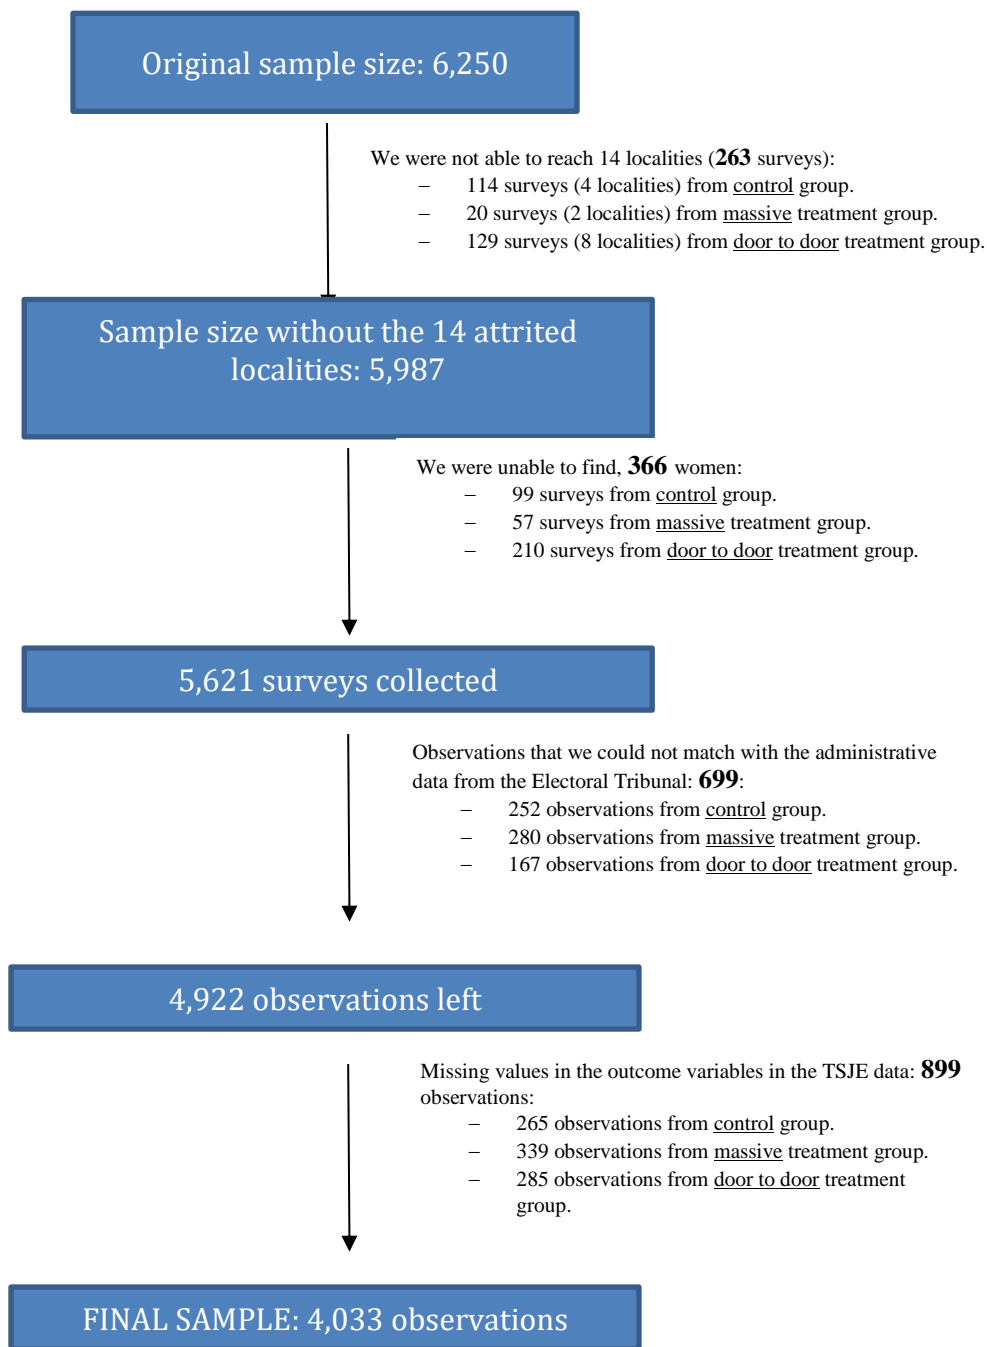 Original sample size: 6,250
We were not able to reach 14 localities (263 surveys):
– 114 surveys (4 localities) from control group.
– 20 surveys (2 localities) from massive treatment group.
– 129 surveys (8 localities) from door to door treatment group.
Sample size without the 14 attrited
localities: 5,987
We were unable to find, 366 women:
– 99 surveys from control group.
– 57 surveys from massive treatment group.
– 210 surveys from door to door treatment group.
5,621 surveys collected
Observations that we could not match with the administrative
data from the Electoral Tribunal: 699:
– 252 observations from control group.
– 280 observations from massive treatment group.
– 167 observations from door to door treatment group.
4,922 observations left
Missing values in the outcome variables in the TSJE data: 899
observations:
– 265 observations from control group.
– 339 observations from massive treatment group.
– 285 observations from door to door treatment
group.
FINAL SAMPLE: 4,033 observations